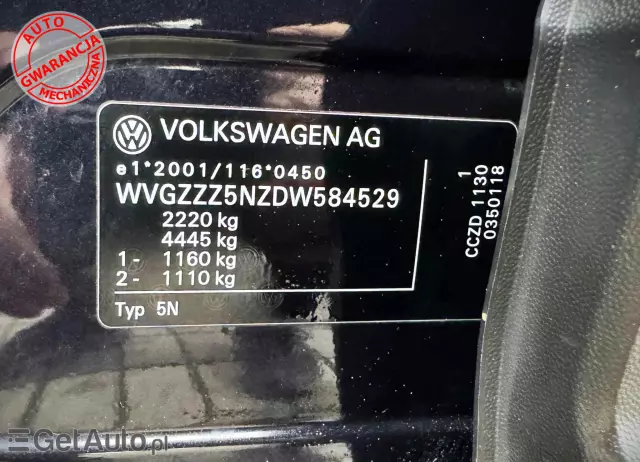 AUTO
GWARANCJA
MECHANICZNA
VOLKSWAGEN AG
e1*2001/116*0450
WVGZZZ5NZDW584529
2220 kg
4445 kg
1- 1160 kg
2- 1110 kg
Typ 5N
1
CCZD 1130
0350118
GetAuto.pl